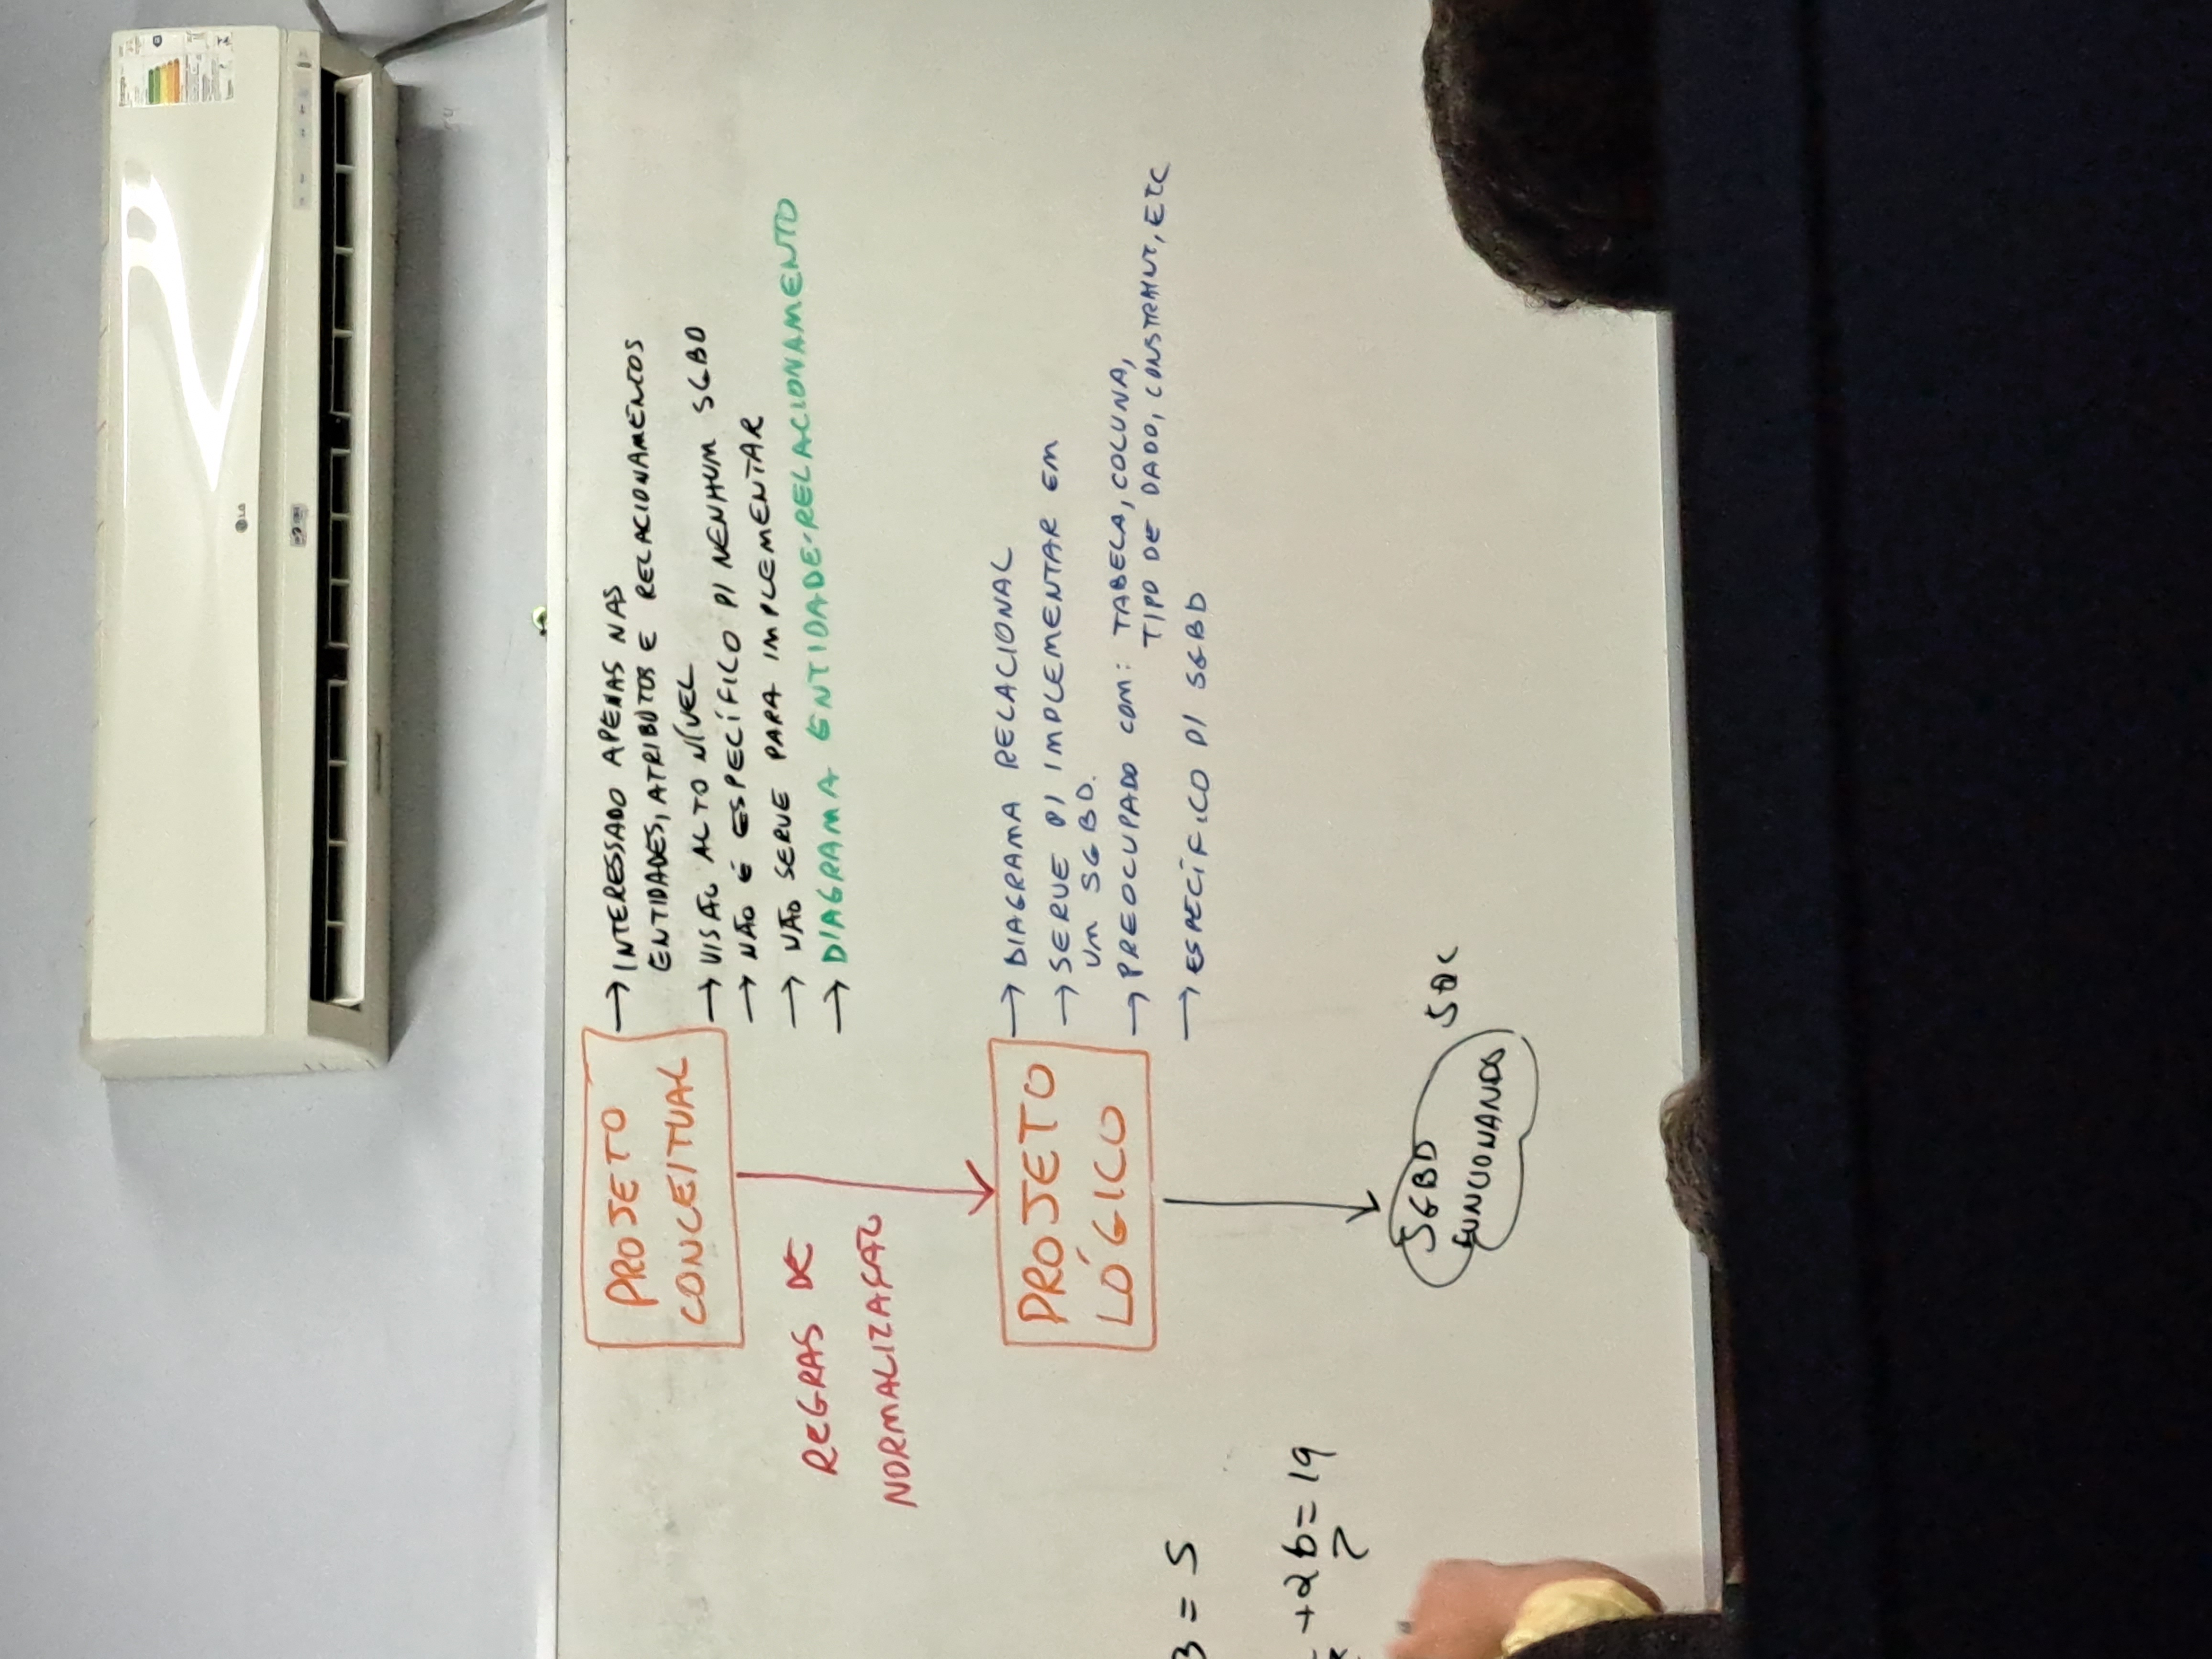 LG
Energia
PROJETO
CONCEITUAL
→ INTERESSADO APENAS NAS
ENTIDADES, ATRIBUTOS E RELACIONAMENTOS
→ VISÃO ALTO NÍVEL
→ NÃO É ESPECÍFICO P/ NENHUM SGBD
→ NÃO SERVE PARA IMPLEMENTAR
→ DIAGRAMA ENTIDADE-RELACIONAMENTO
REGRAS DE
NORMALIZAÇÃO
PROJETO
LÓGICO
→ DIAGRAMA RELACIONAL
→ SERVE P/ IMPLEMENTAR EM
UM SGBD.
→ PREOCUPADO COM: TABELA, COLUNA,
TIPO DE DADO, CONSTRAINT, ETC
→ ESPECÍFICO P/ SGBD
3 = 5
+2b = 19
7
SGBD
FUNCIONANDO
SQL